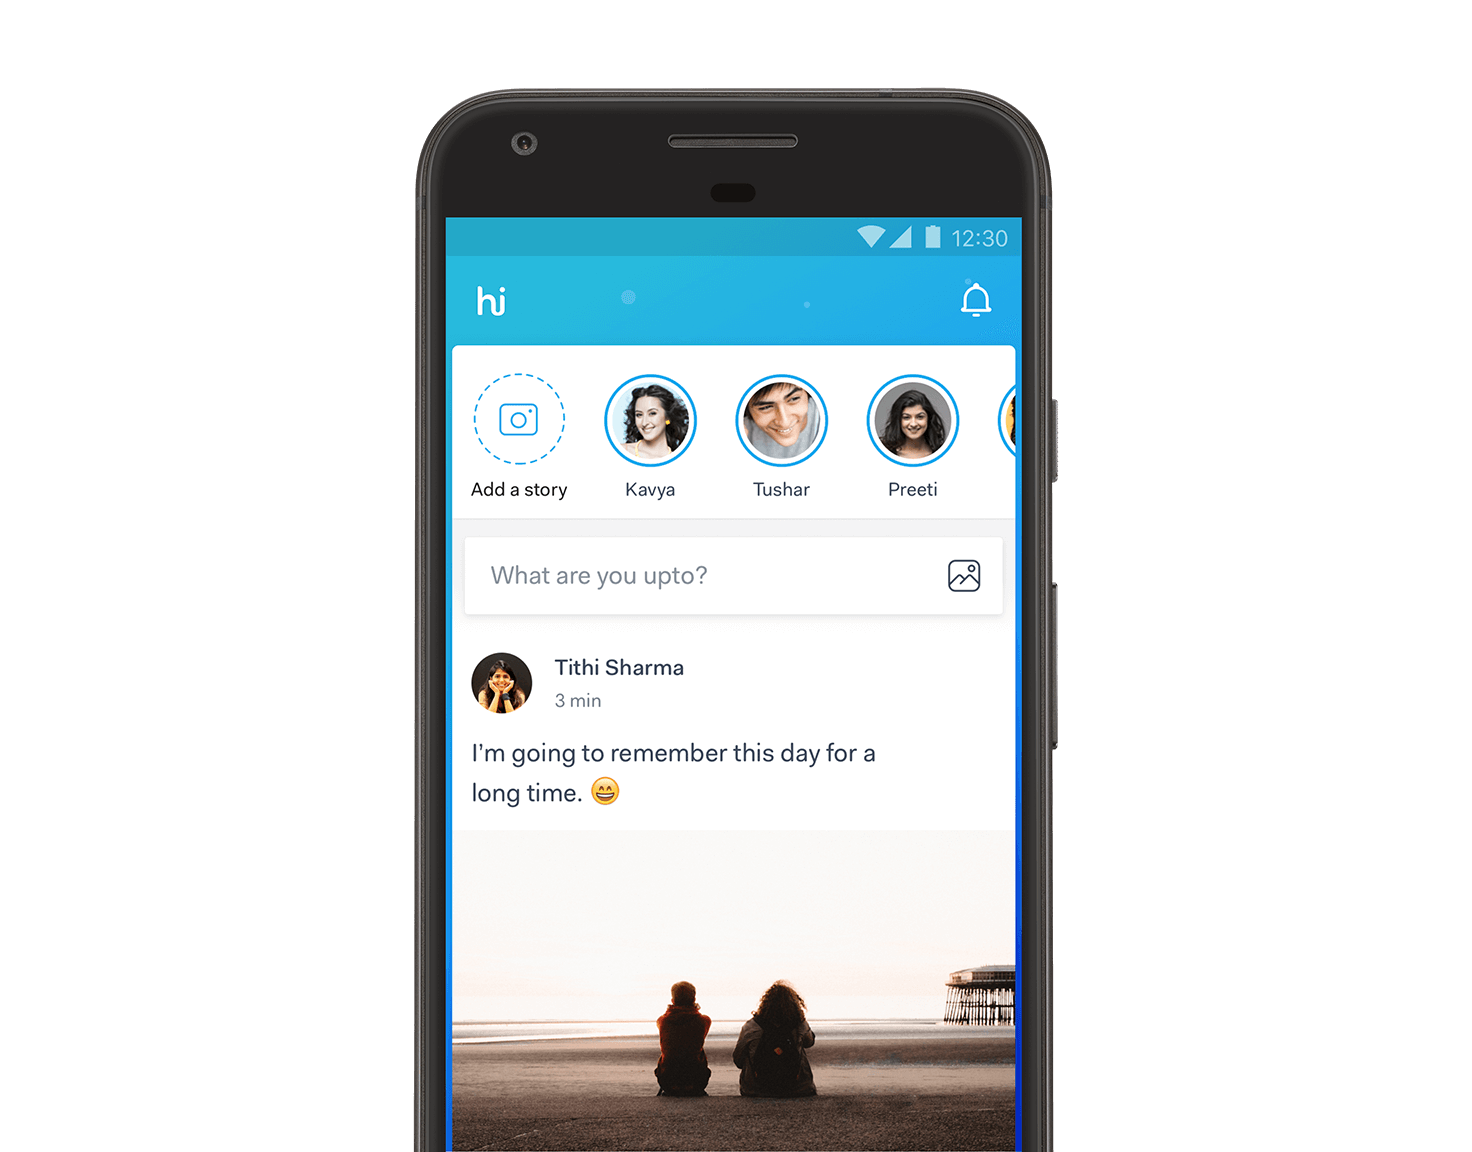 12:30
hi
Add a story
Kavya
Tushar
Preeti
What are you upto?
Tithi Sharma
3 min
I'm going to remember this day for a
long time. 😄